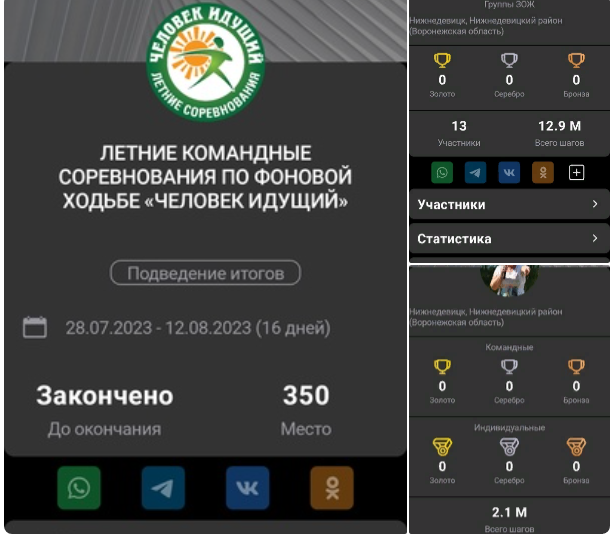 ЧЕЛОВЕК ИДУЩИЙ
ЛЕТНИЕ СОРЕВНОВАНИЯ
ЛЕТНИЕ КОМАНДНЫЕ
СОРЕВНОВАНИЯ ПО ФОНОВОЙ
ХОДЬБЕ «ЧЕЛОВЕК ИДУЩИЙ»
Подведение итогов
28.07.2023 - 12.08.2023 (16 дней)
Закончено 350
До окончания Место
Группы ЗОЖ
Нижнедевицк, Нижнедевицкий район
(Воронежская область)
0 0 0
Золото Серебро Бронза
13 12.9 M
Участники Всего шагов
Участники
Статистика
Нижнедевицк, Нижнедевицкий район
(Воронежская область)
Командные
0 0 0
Золото Серебро Бронза
Индивидуальные
0 0 0
Золото Серебро Бронза
2.1 M
Всего шагов